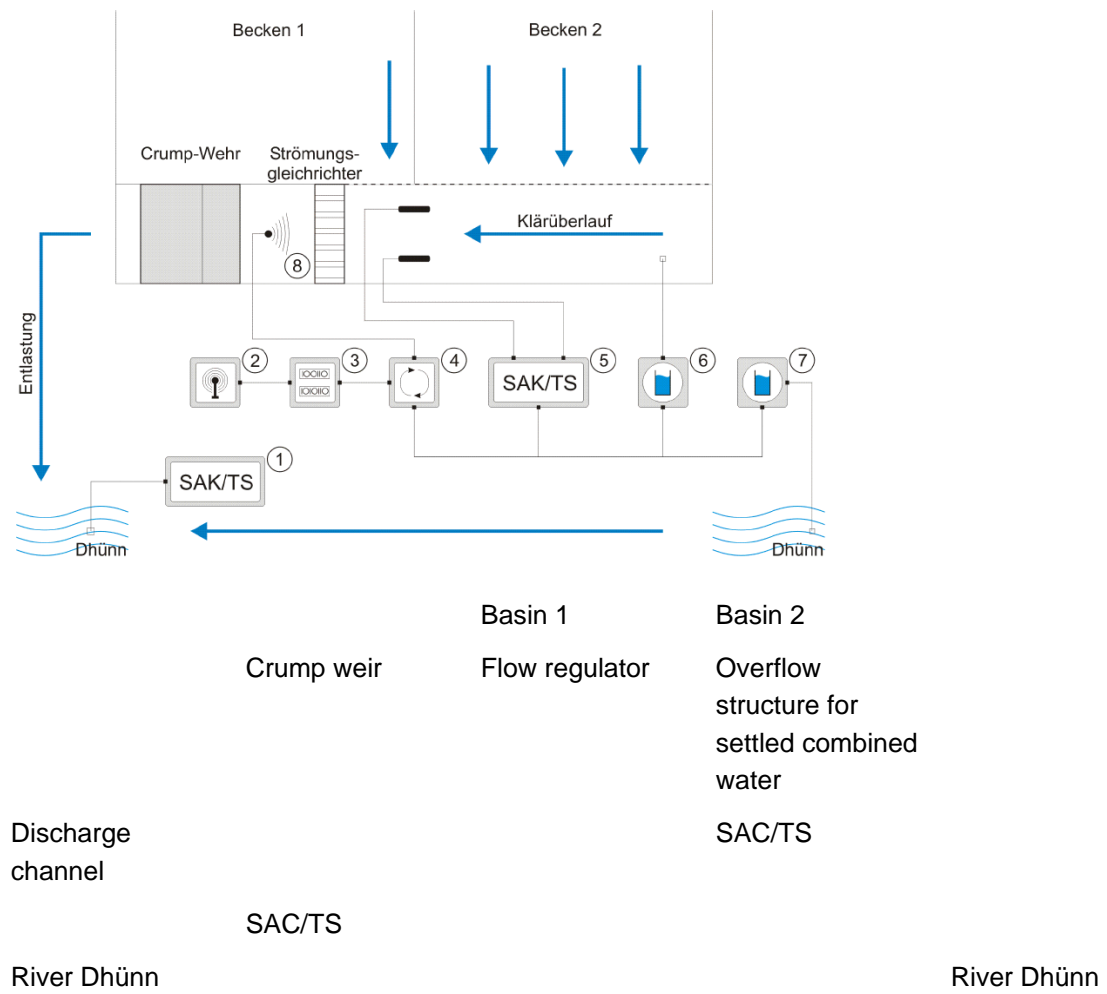 Becken 1
Becken 2
Crump-Wehr
Strömungs-
gleichrichter
Klärüberlauf
8
Entlastung
2
3
4
5
6
7
IOOIIO
IOIOIIO
SAK/TS
1
SAK/TS
Dhünn
Dhünn
Basin 1
Basin 2
Crump weir
Flow regulator
Overflow
structure for
settled combined
water
Discharge
channel
SAC/TS
SAC/TS
River Dhünn
River Dhünn